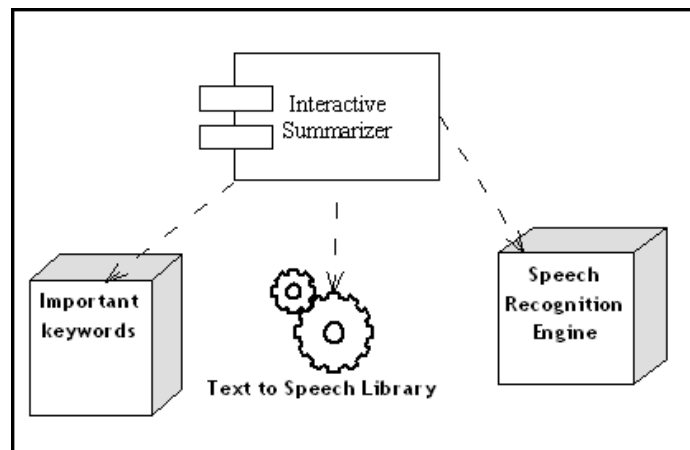 Interactive
Summarizer
Important
keywords
Text to Speech Library
Speech
Recognition
Engine